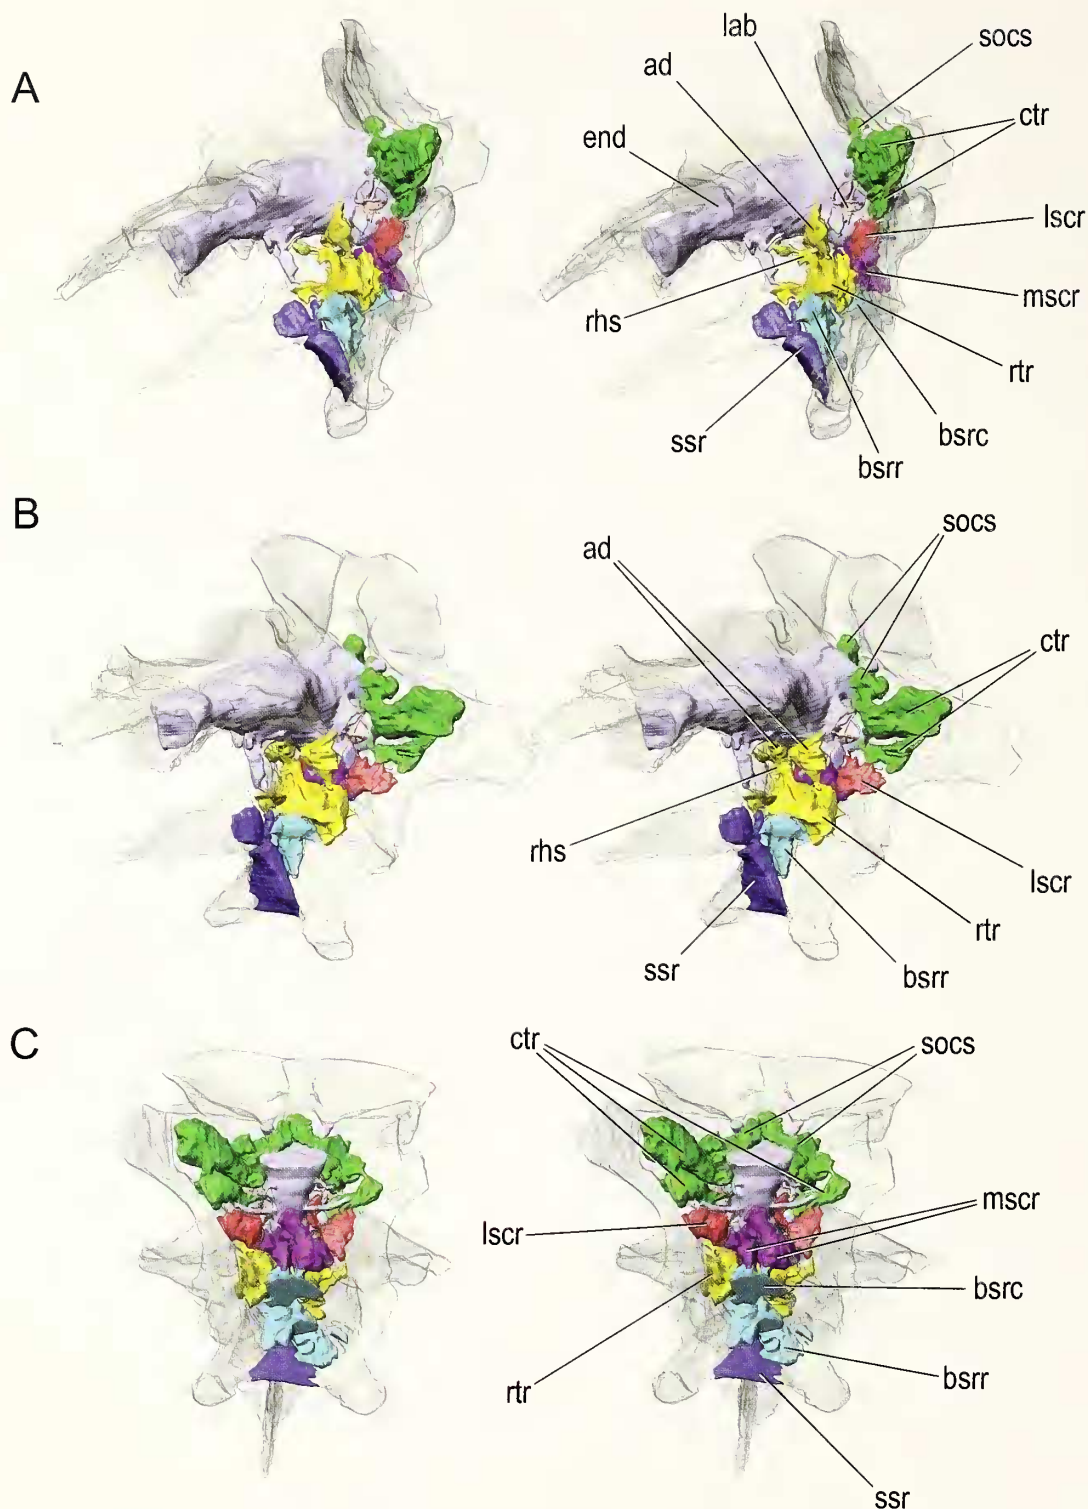 A
lab
socs
ad
ctr
end
lscr
mscr
rhs
rtr
bsrc
ssr
bsrr
B
socs
ad
ctr
rhs
lscr
rtr
ssr
bsrr
C
ctr
socs
mscr
lscr
bsrc
bsrr
rtr
ssr